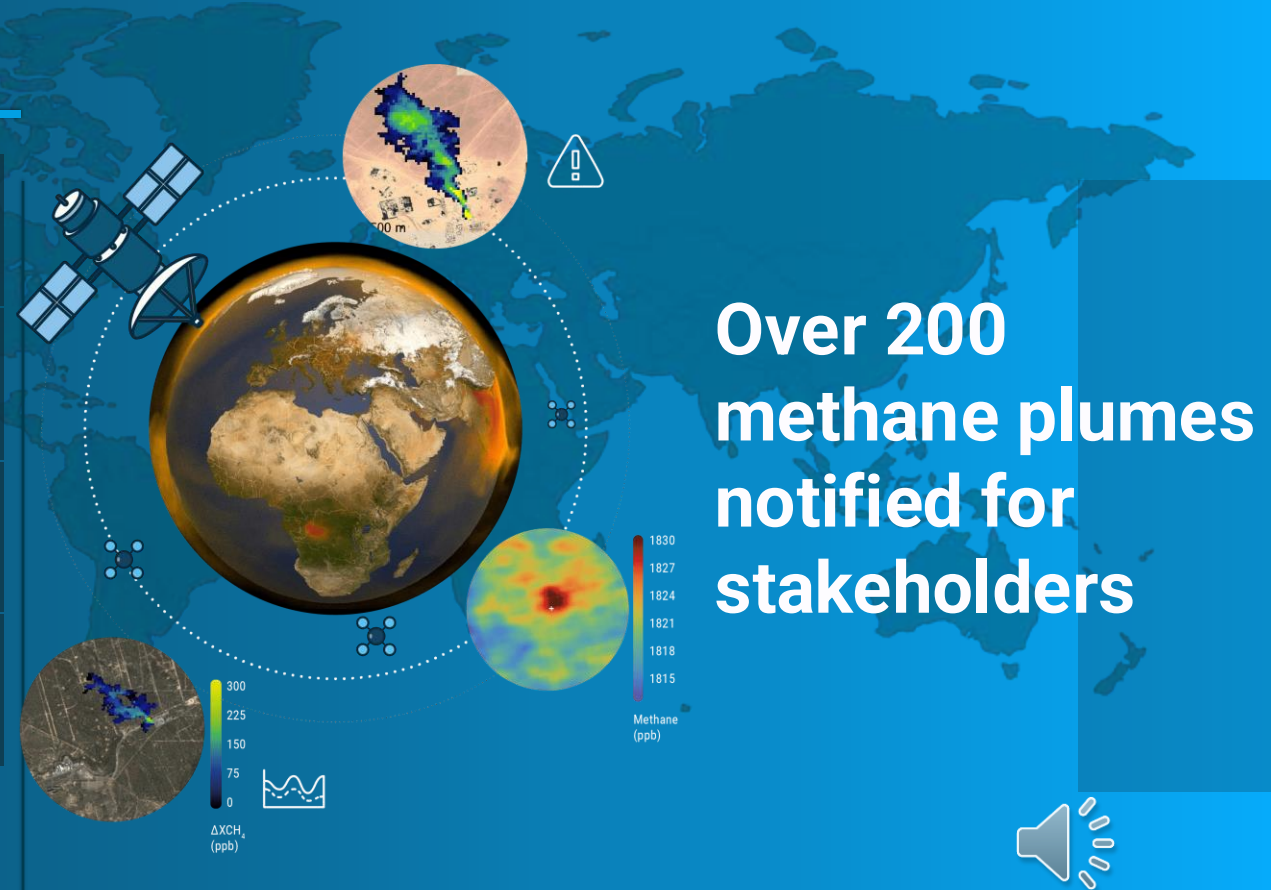 00 m
Over 200
methane plumes
notified for
stakeholders
1830
1827
1824
1821
1818
1815
Methane
(ppb)
300
225
150
75
0
ΔXCH₄
(ppb)